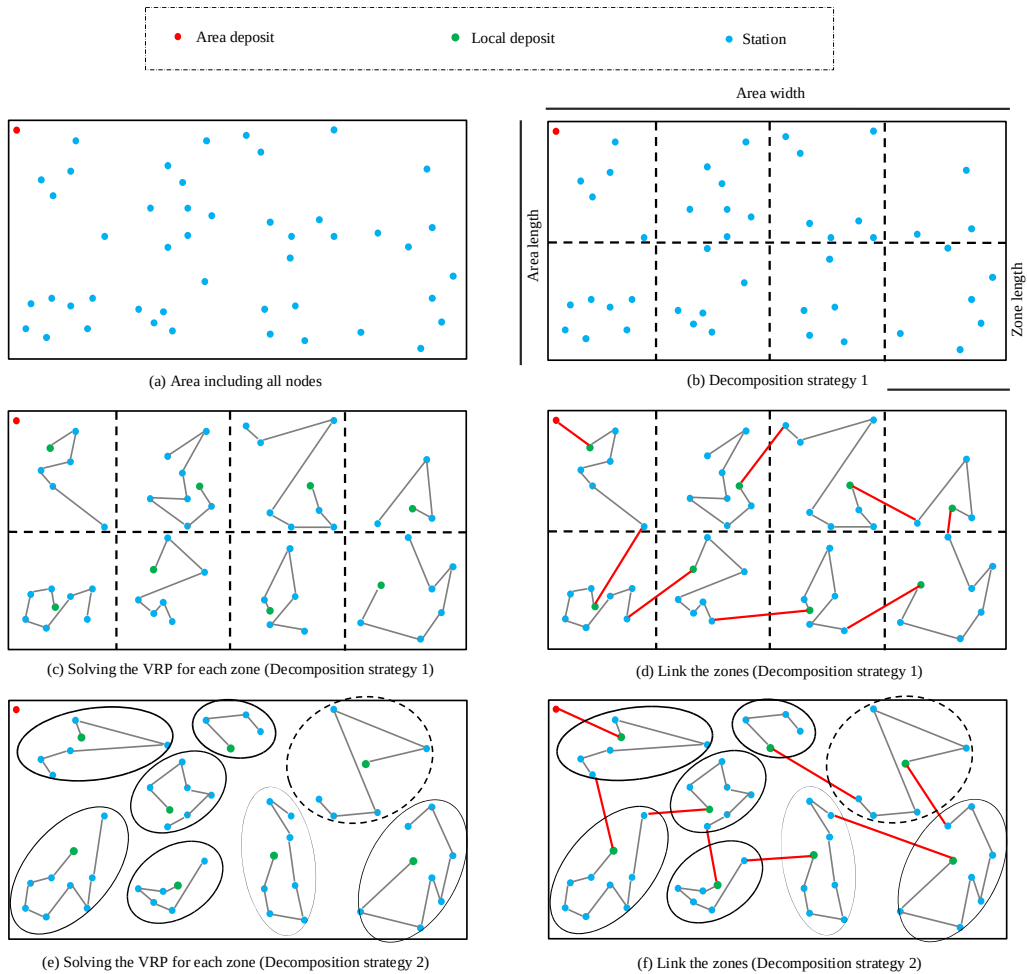 Area deposit
Local deposit
Station
Area width
Area length
Zone length
(a) Area including all nodes
(b) Decomposition strategy 1
(c) Solving the VRP for each zone (Decomposition strategy 1)
(d) Link the zones (Decomposition strategy 1)
(e) Solving the VRP for each zone (Decomposition strategy 2)
(f) Link the zones (Decomposition strategy 2)